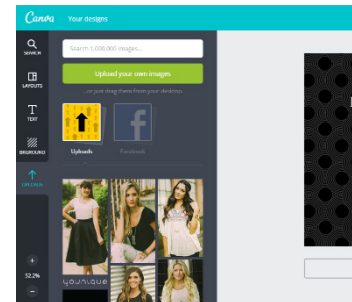 Canva Your designs
SEARCH
Search 1,000,000 images...
Upload your own images
...or just drag them from your desktop.
LAYOUTS
TEXT
BKGROUND
UPLOADS
Uploads
Facebook
YOUNIQUE
52.2%